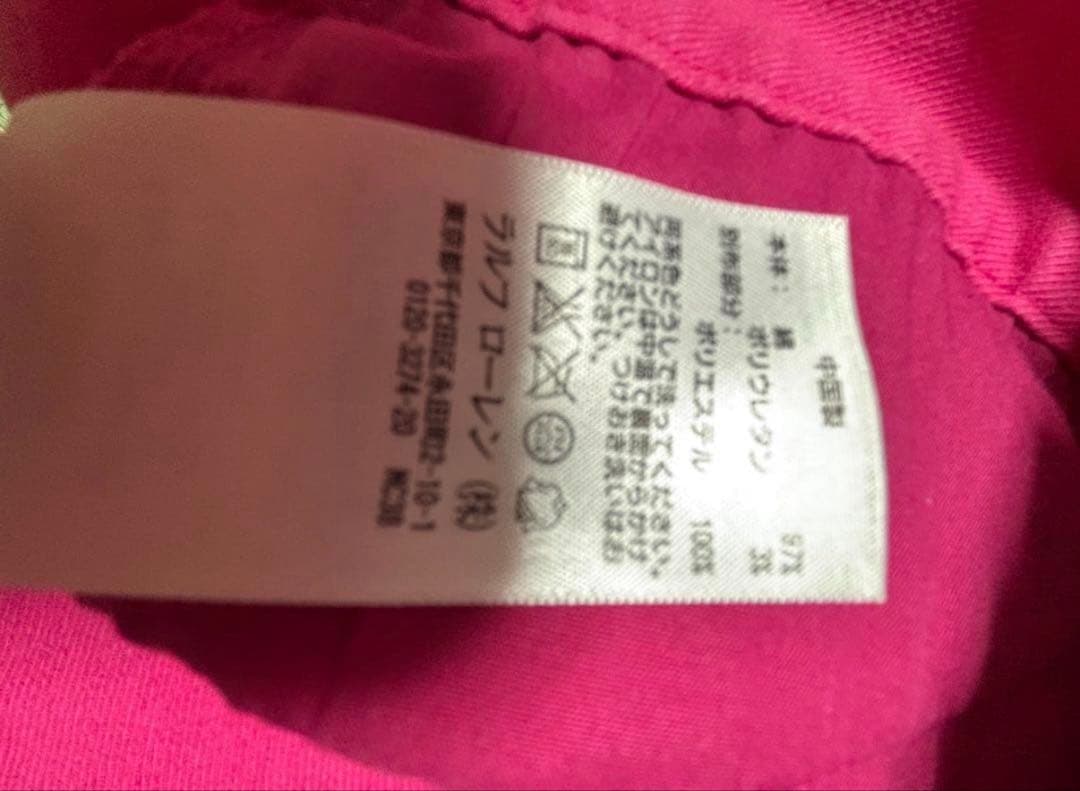 中国製
本体： 綿 97%
ポリウレタン 3%
別布部分： ポリエステル 100%
同系色どうしで洗ってください。
アイロンは中温で裏面からかけ
てください。つけおき洗いはお
避けください。
ラルフ ローレン (株)
東京都千代田区永田町2-10-1
0120-3274-20 MC98